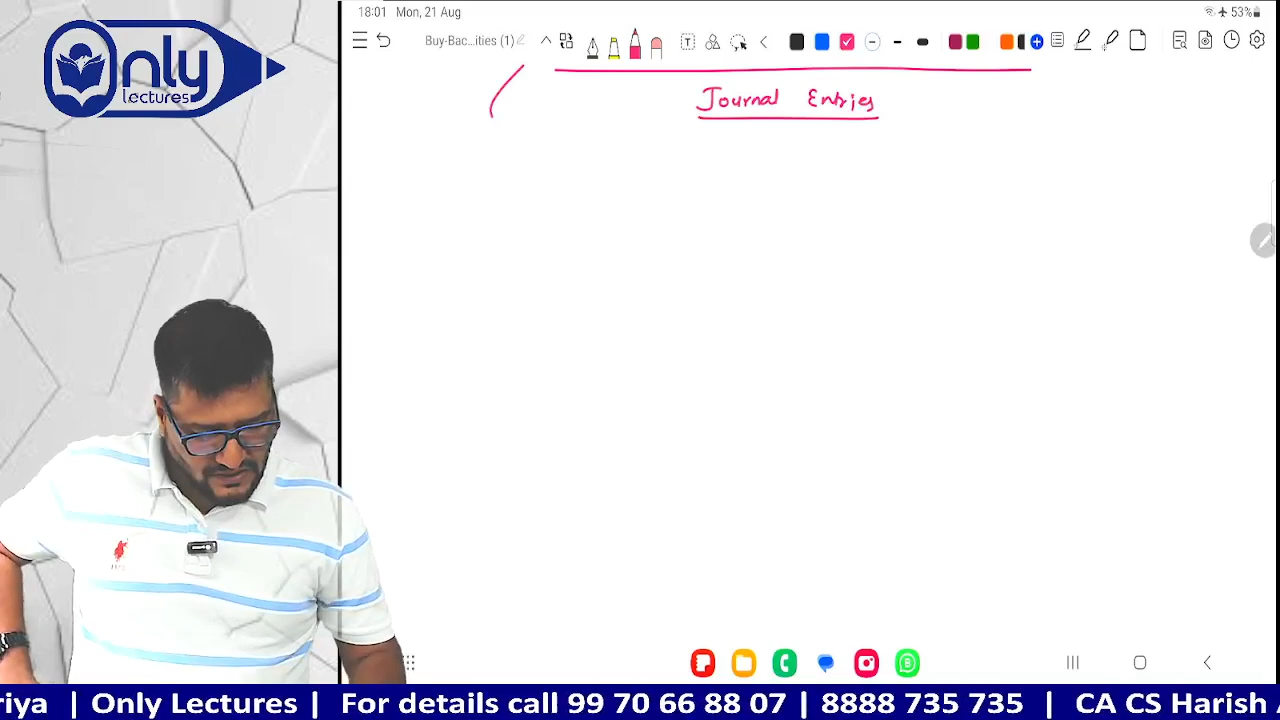 18:01 Mon, 21 Aug
53%
Only
lectures
Buy-Bac...ities (1)
Journal Entries
riya | Only Lectures | For details call 99 70 66 88 07 | 8888 735 735 | CA CS Harish